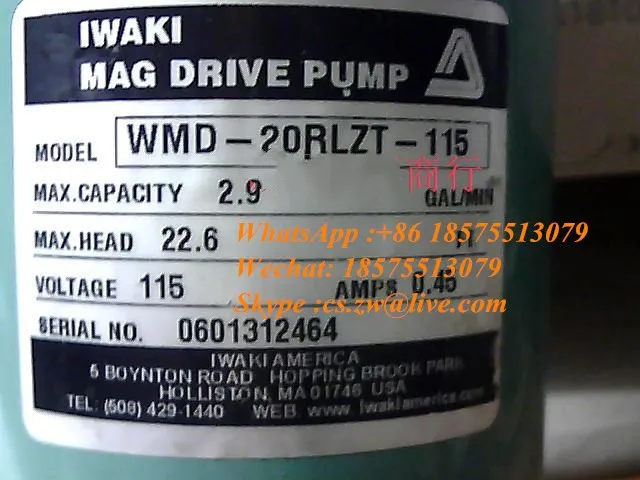 IWAKI
MAG DRIVE PUMP
MODEL WMD-20RLZT-115
商行
MAX.CAPACITY 2.9 GAL/MIN
WhatsApp :+86 18575513079
MAX.HEAD 22.6
Wechat: 18575513079
VOLTAGE 115 AMPS 0.45
Skype :cs.zw@live.com
SERIAL NO. 0601312464
IWAKI AMERICA
5 BOYNTON ROAD HOPPING BROOK PARK
HOLLISTON, MA 01746 USA
TEL: (508) 429-1440 WEB www.iwakiamerica.com